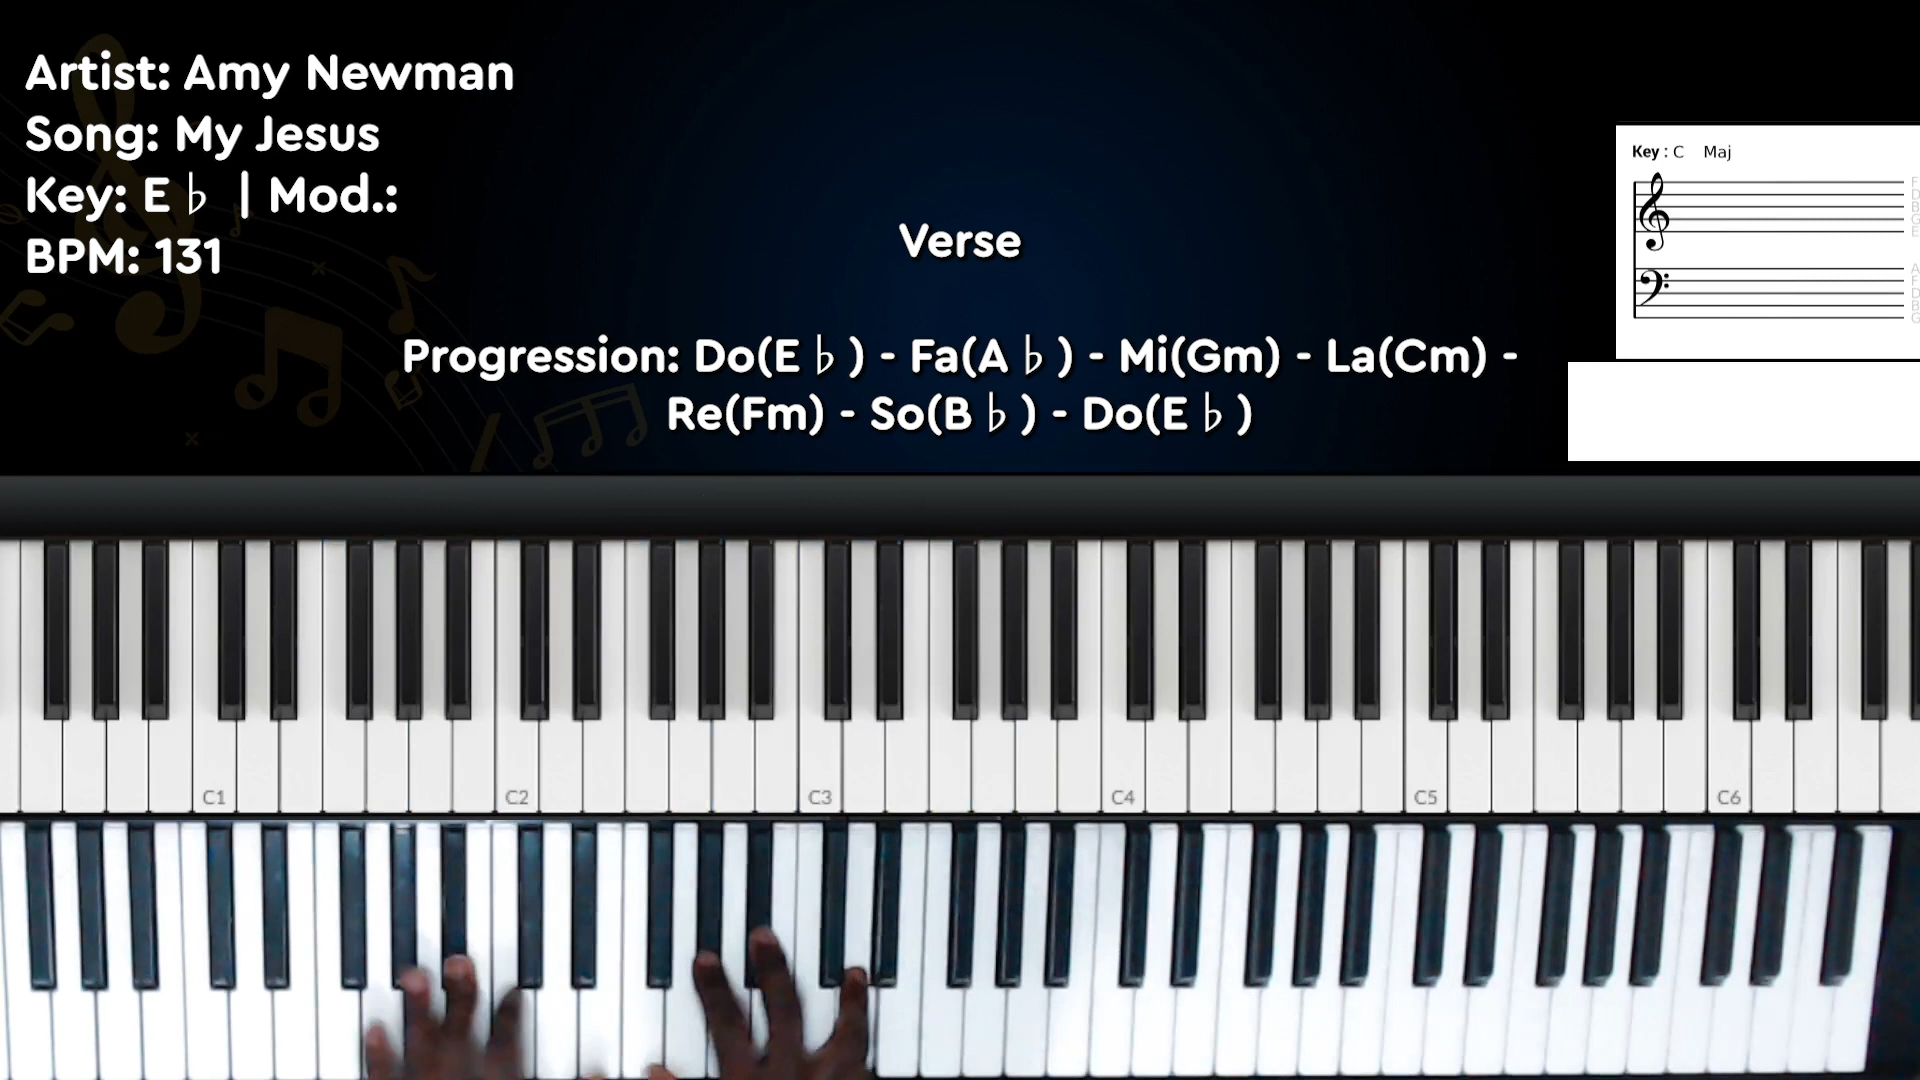 Artist: Amy Newman
Song: My Jesus
Key: E♭ | Mod.:
BPM: 131
Verse
Progression: Do(E♭) - Fa(A♭) - Mi(Gm) - La(Cm) -
Re(Fm) - So(B♭) - Do(E♭)
Key : C Maj
C1 C2 C3 C4 C5 C6